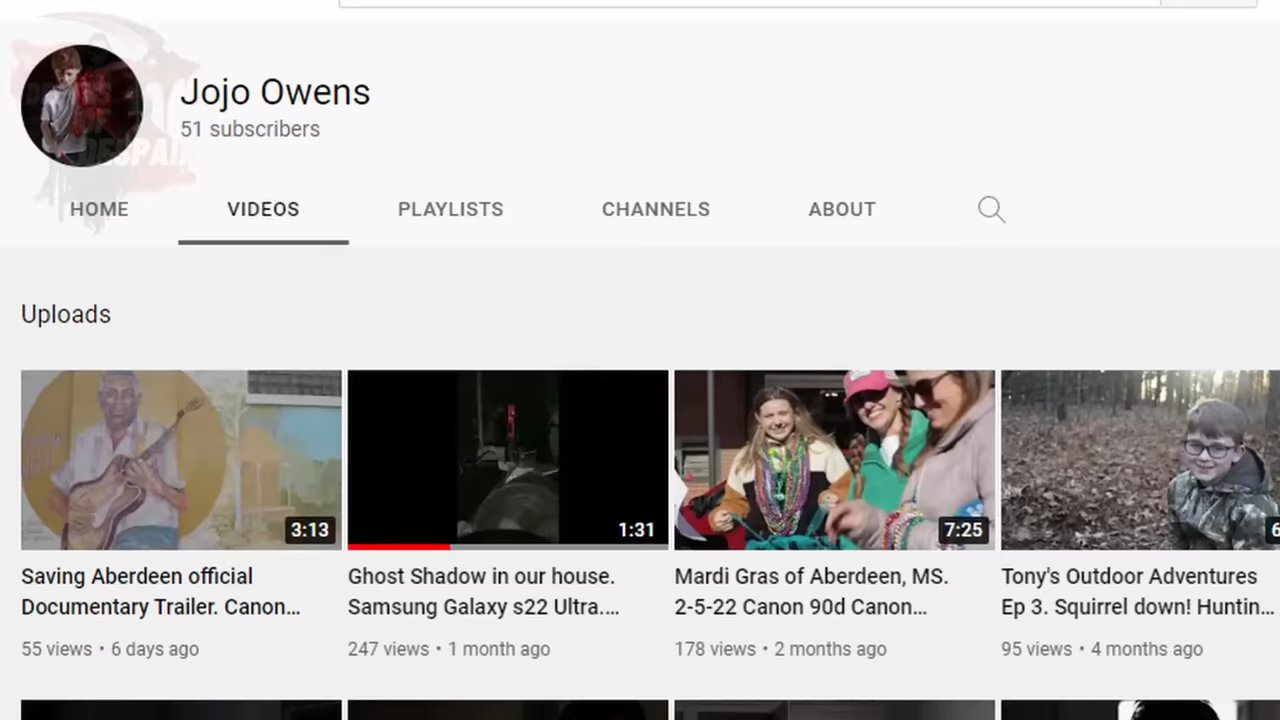 Jojo Owens
51 subscribers
HOME VIDEOS PLAYLISTS CHANNELS ABOUT
Uploads
3:13 1:31 7:25 6
Saving Aberdeen official Ghost Shadow in our house. Mardi Gras of Aberdeen, MS. Tony's Outdoor Adventures
Documentary Trailer. Canon... Samsung Galaxy s22 Ultra.... 2-5-22 Canon 90d Canon... Ep 3. Squirrel down! Huntin...
55 views • 6 days ago 247 views • 1 month ago 178 views • 2 months ago 95 views • 4 months ago